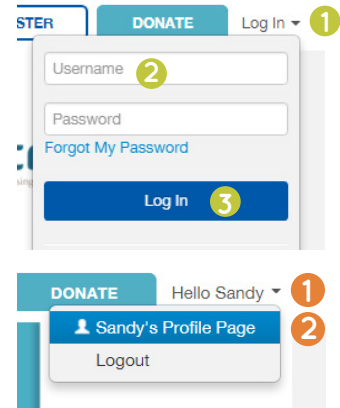 STER DONATE Log In 1
Username 2
Password
Forgot My Password
Log In 3
DONATE Hello Sandy 1
Sandy's Profile Page 2
Logout